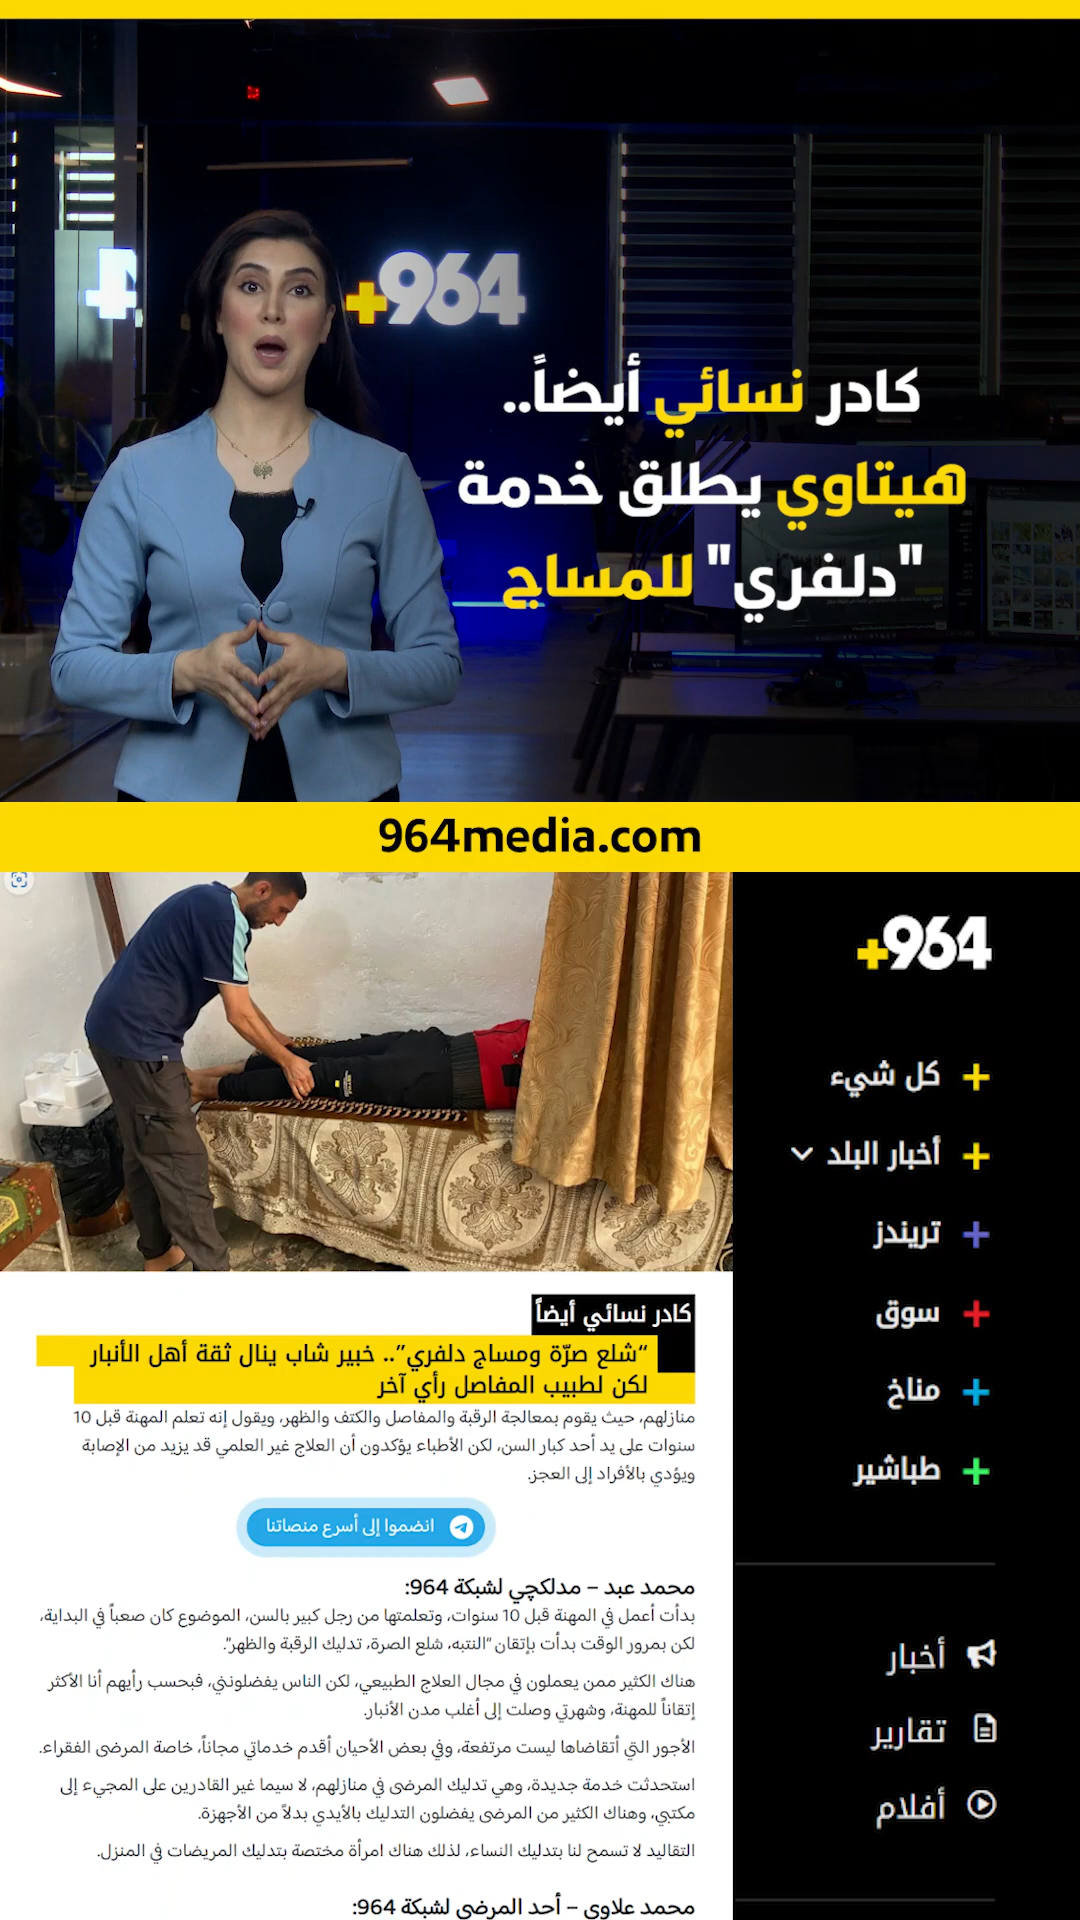 +964
كادر نسائي أيضاً..
هيتاوي يطلق خدمة
"دلفري" للمساج
964media.com
+964
كل شيء
أخبار البلد
تريندز
سوق
مناخ
طباشير
أخبار
تقارير
أفلام
كادر نسائي أيضاً
“شلع صرّة ومساج دلفري”.. خبير شاب ينال ثقة أهل الأنبار
لكن لطبيب المفاصل رأي آخر
منازلهم، حيث يقوم بمعالجة الرقبة والمفاصل والكتف والظهر، ويقول إنه تعلم المهنة قبل 10
سنوات على يد أحد كبار السن، لكن الأطباء يؤكدون أن العلاج غير العلمي قد يزيد من الإصابة
ويؤدي بالأفراد إلى العجز.
انضموا إلى أسرع منصاتنا
محمد عبد – مدلكچي لشبكة 964:
بدأت أعمل في المهنة قبل 10 سنوات، وتعلمتها من رجل كبير بالسن، الموضوع كان صعباً في البداية،
لكن بمرور الوقت بدأت بإتقان “النتبه، شلع الصرة، تدليك الرقبة والظهر”.
هناك الكثير ممن يعملون في مجال العلاج الطبيعي، لكن الناس يفضلونني، فبحسب رأيهم أنا الأكثر
إتقاناً للمهنة، وشهرتي وصلت إلى أغلب مدن الأنبار.
الأجور التي أتقاضاها ليست مرتفعة، وفي بعض الأحيان أقدم خدماتي مجاناً، خاصة المرضى الفقراء.
استحدثت خدمة جديدة، وهي تدليك المرضى في منازلهم، لا سيما غير القادرين على المجيء إلى
مكتبي، وهناك الكثير من المرضى يفضلون التدليك بالأيدي بدلاً من الأجهزة.
التقاليد لا تسمح لنا بتدليك النساء، لذلك هناك امرأة مختصة بتدليك المريضات في المنزل.
محمد علاوي – أحد المرضى لشبكة 964: